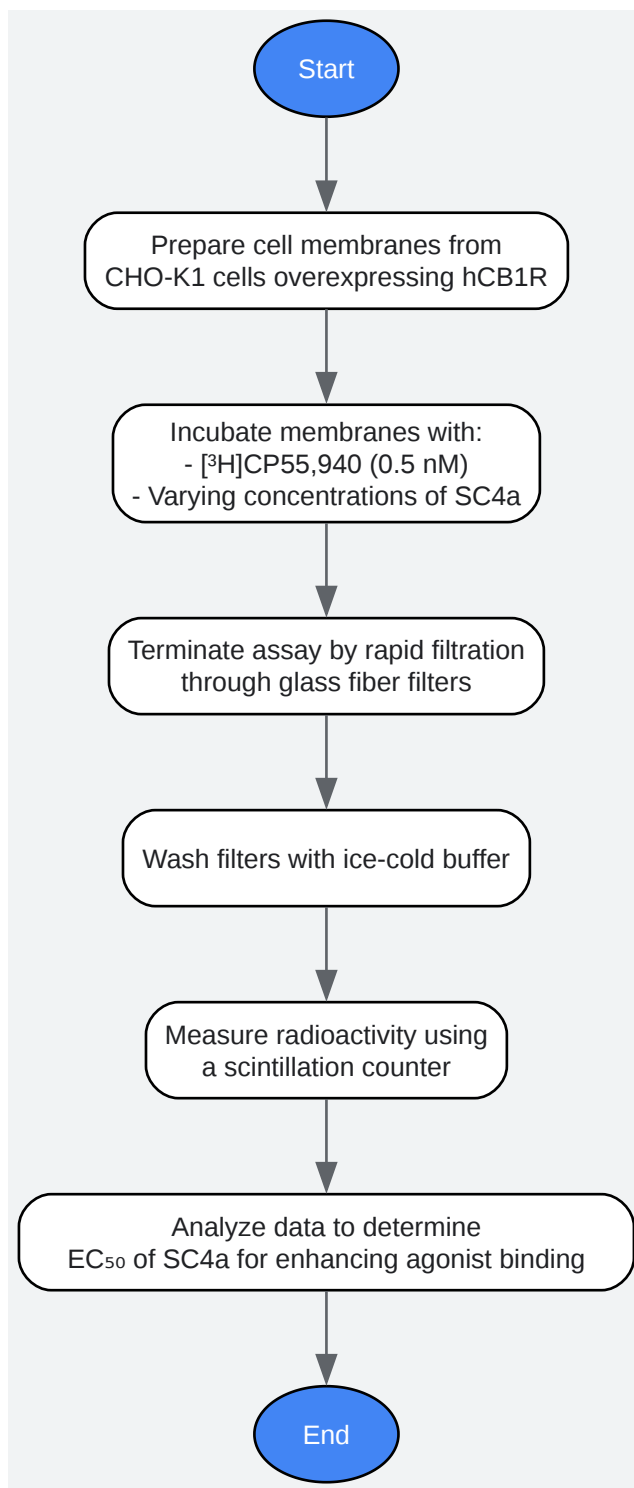 Start
Prepare cell membranes from
CHO-K1 cells overexpressing hCB1R
Incubate membranes with:
- [³H]CP55,940 (0.5 nM)
- Varying concentrations of SC4a
Terminate assay by rapid filtration
through glass fiber filters
Wash filters with ice-cold buffer
Measure radioactivity using
a scintillation counter
Analyze data to determine
EC₅₀ of SC4a for enhancing agonist binding
End